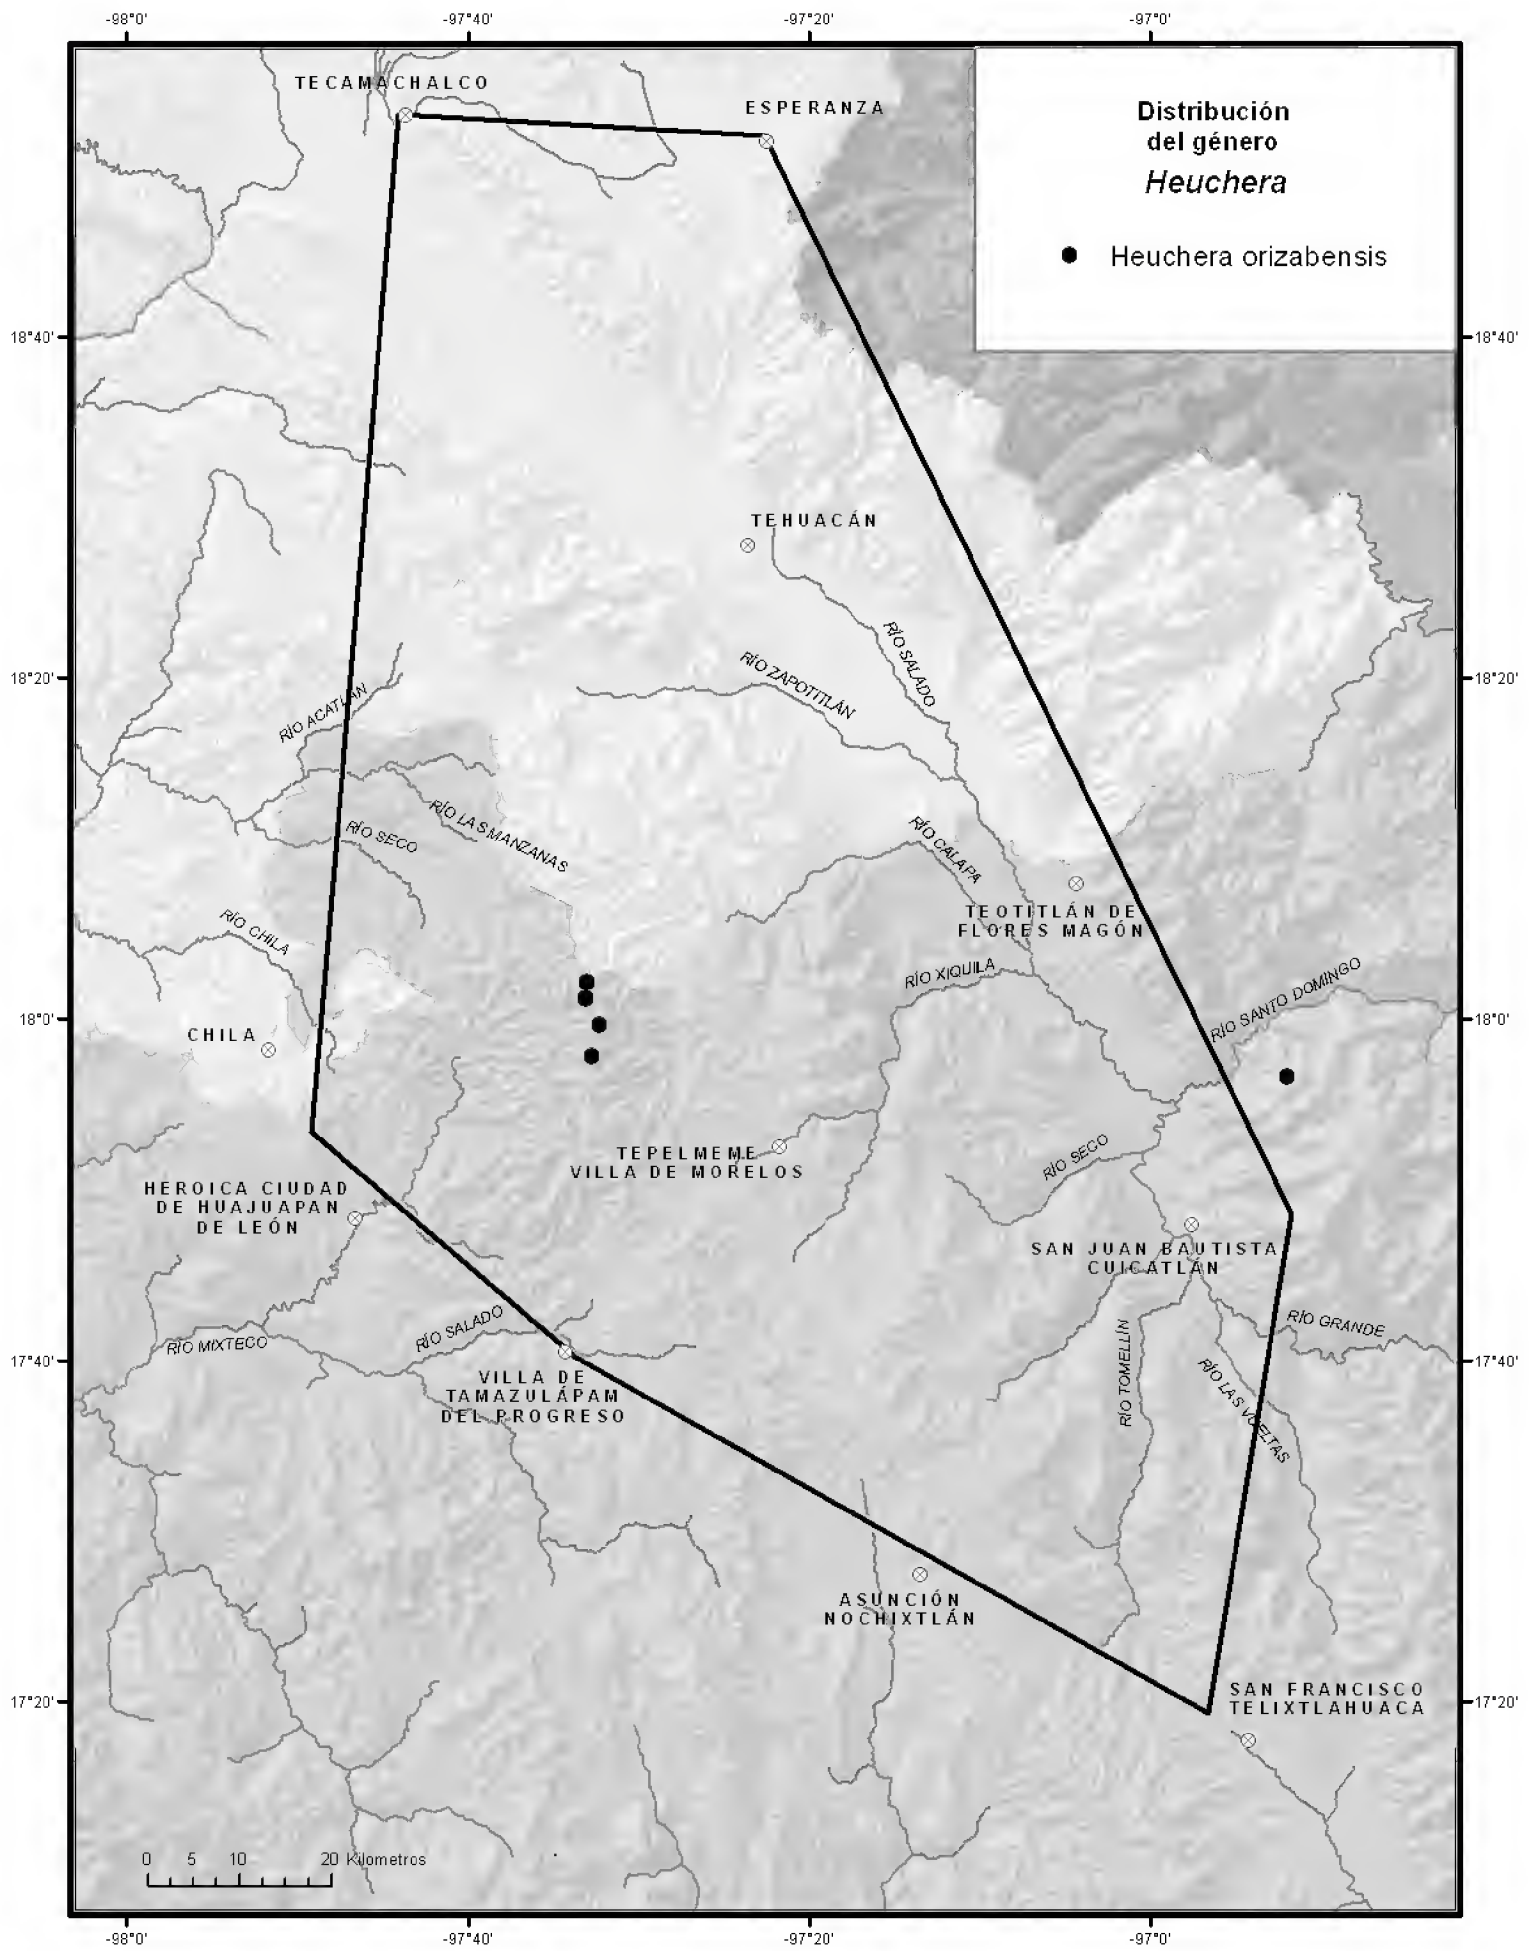 -98°0'
-97°40'
-97°20'
-97°0'
TECAMACHALCO
ESPERANZA
Distribución
del género
Heuchera
Heuchera orizabensis
18°40'
18°40'
TEHUACÁN
RÍO SALADO
RÍO ZAPOTITLÁN
18°20'
18°20'
RÍO ACATLÁN
RÍO LAS MANZANAS
RÍO SECO
RÍO CALAPA
TEOTITLÁN DE
FLORES MAGÓN
RÍO CHILA
RÍO XIQUILA
RÍO SANTO DOMINGO
18°0'
18°0'
CHILA
TEPELMEME
VILLA DE MORELOS
RÍO SECO
HEROICA CIUDAD
DE HUAJUAPAN
DE LEÓN
SAN JUAN BAUTISTA
CUICATLÁN
RÍO MIXTECO
RÍO SALADO
RÍO GRANDE
17°40'
17°40'
VILLA DE
TAMAZULÁPAM
DEL PROGRESO
RÍO TOMELLÍN
RÍO LAS VUELTAS
ASUNCIÓN
NOCHIXTLÁN
17°20'
17°20'
SAN FRANCISCO
TELIXTLAHUACA
0 5 10 20 Kilometros
-98°0'
-97°40'
-97°20'
-97°0'